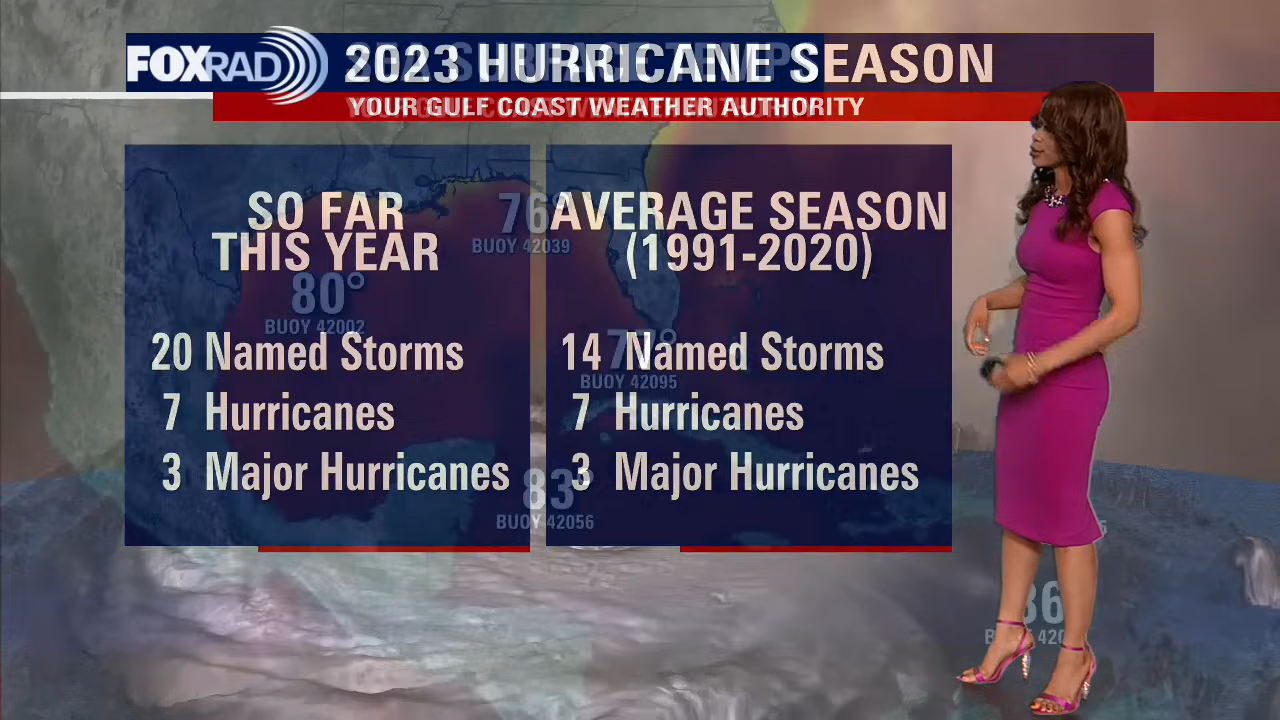 FOXRAD
2023 HURRICANE SEASON
YOUR GULF COAST WEATHER AUTHORITY
SO FAR
THIS YEAR
20 Named Storms
7 Hurricanes
3 Major Hurricanes
AVERAGE SEASON
(1991-2020)
14 Named Storms
7 Hurricanes
3 Major Hurricanes
76°
BUOY 42039
80°
BUOY 42002
77°
BUOY 42095
83°
BUOY 42056